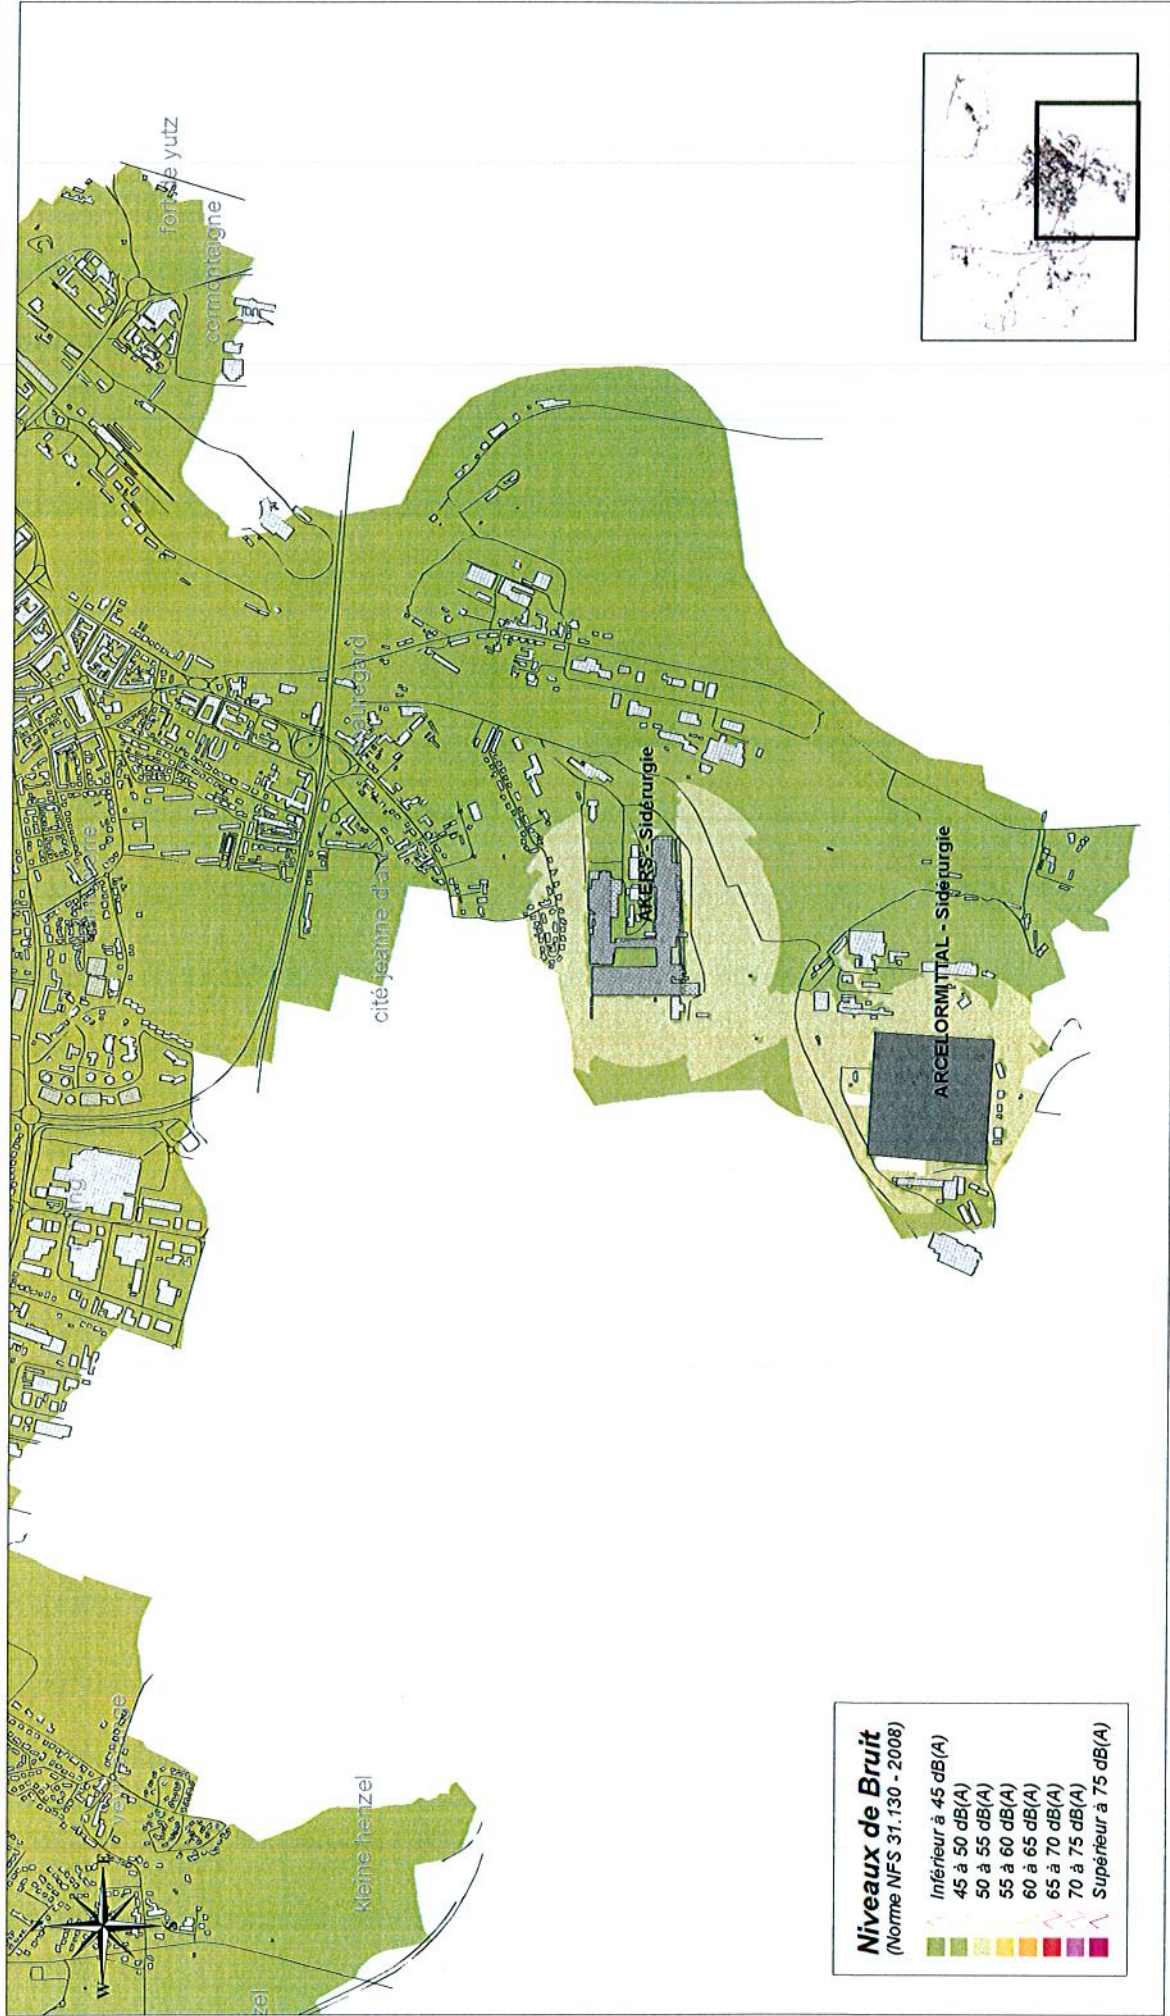 fort de yutz
cormontaigne
beauregard
cité jeanne d'arc
AKERS - Sidérurgie
ARCELORMITTAL - Sidérurgie
kleine henzel
W
E
Niveaux de Bruit
(Norme NFS 31.130 - 2008)
Inférieur à 45 dB(A)
45 à 50 dB(A)
50 à 55 dB(A)
55 à 60 dB(A)
60 à 65 dB(A)
65 à 70 dB(A)
70 à 75 dB(A)
Supérieur à 75 dB(A)